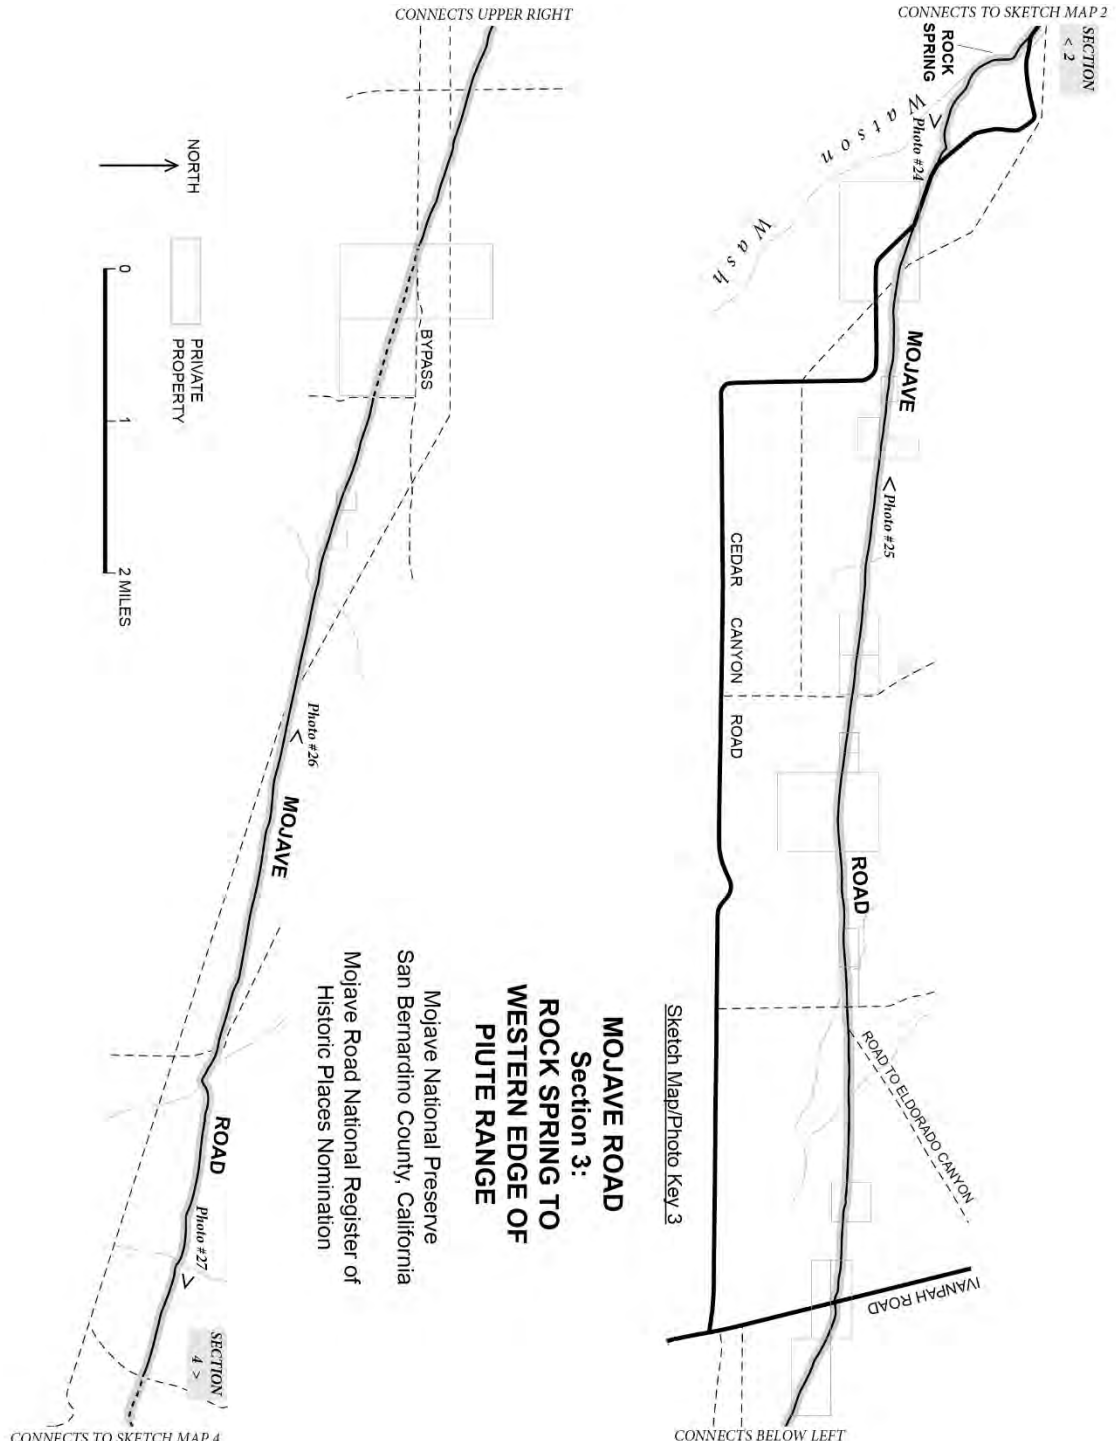 CONNECTS UPPER RIGHT
CONNECTS TO SKETCH MAP 2
SECTION
< 2
ROCK
SPRING
Photo #24
Watson
Wash
MOJAVE
Photo #25
CEDAR CANYON ROAD
ROAD
ROAD TO ELDORADO CANYON
IVANPAH ROAD
CONNECTS BELOW LEFT
NORTH
PRIVATE
PROPERTY
0
1
2 MILES
BYPASS
Photo #26
MOJAVE
ROAD
Photo #27
SECTION
4 >
CONNECTS TO SKETCH MAP 4
Sketch Map/Photo Key 3
MOJAVE ROAD
Section 3:
ROCK SPRING TO
WESTERN EDGE OF
PIUTE RANGE
Mojave National Preserve
San Bernardino County, California
Mojave Road National Register of
Historic Places Nomination